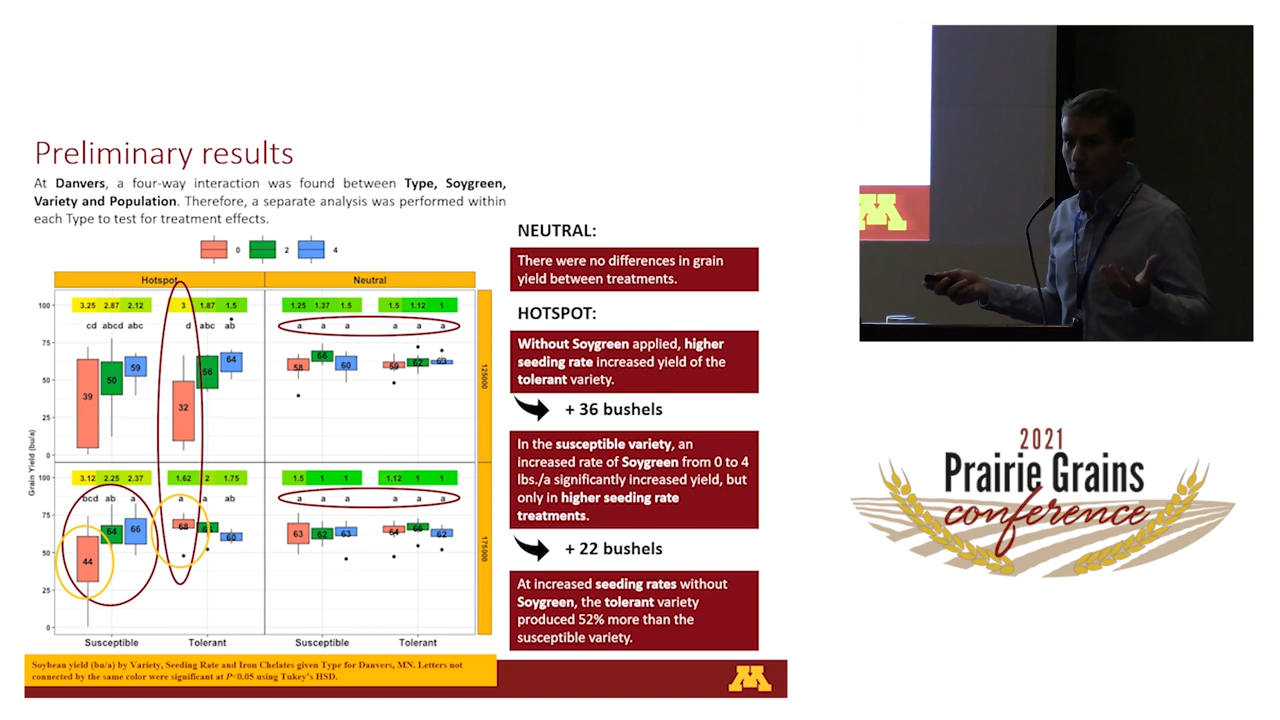 Preliminary results
At Danvers, a four-way interaction was found between Type, Soygreen,
Variety and Population. Therefore, a separate analysis was performed within
each Type to test for treatment effects.
0 2 4
Hotspot Neutral
100 3.25 2.87 2.12 3 1.87 1.5 1.25 1.37 1.5 1.5 1.12 1
cd abcd abc d abc ab a a a a a a
75
50
25
0
39 50 59 32 56 64 58 66 60 59 62 63
125000
Grain Yield (bu/a)
100 3.12 2.25 2.37 1.62 2 1.75 1.5 1 1 1.12 1 1
bcd ab a a a ab a a a a a a
75
50
25
0
44 64 66 68 60 63 62 63 64 62
175000
Susceptible Tolerant Susceptible Tolerant
Soybean yield (bu/a) by Variety, Seeding Rate and Iron Chelates given Type for Danvers, MN. Letters not
connected by the same color were significant at P<0.05 using Tukey's HSD.
NEUTRAL:
There were no differences in grain
yield between treatments.
HOTSPOT:
Without Soygreen applied, higher
seeding rate increased yield of the
tolerant variety.
+ 36 bushels
In the susceptible variety, an
increased rate of Soygreen from 0 to 4
lbs./a significantly increased yield, but
only in higher seeding rate
treatments.
+ 22 bushels
At increased seeding rates without
Soygreen, the tolerant variety
produced 52% more than the
susceptible variety.
M
M
2021
Prairie Grains
conference